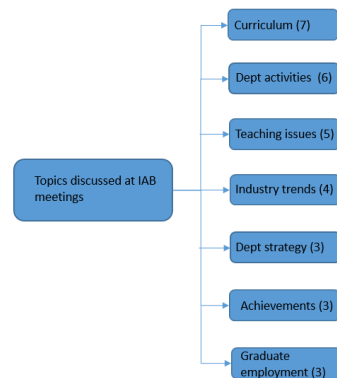 Curriculum (7)
Dept activities (6)
Teaching issues (5)
Topics discussed at IAB
meetings
Industry trends (4)
Dept strategy (3)
Achievements (3)
Graduate
employment (3)